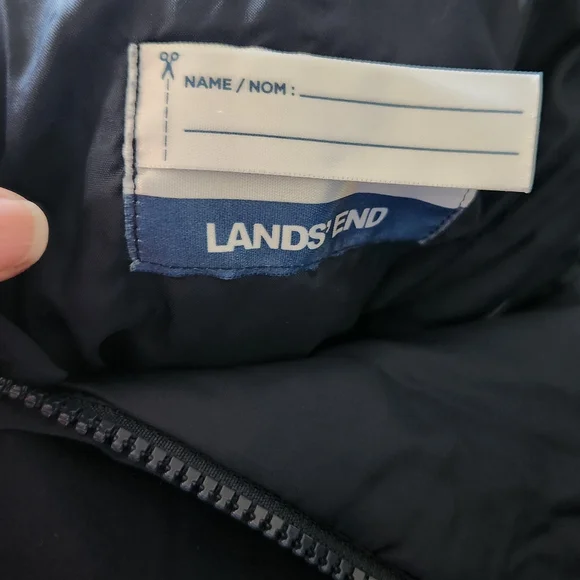 NAME / NOM :
LANDS' END